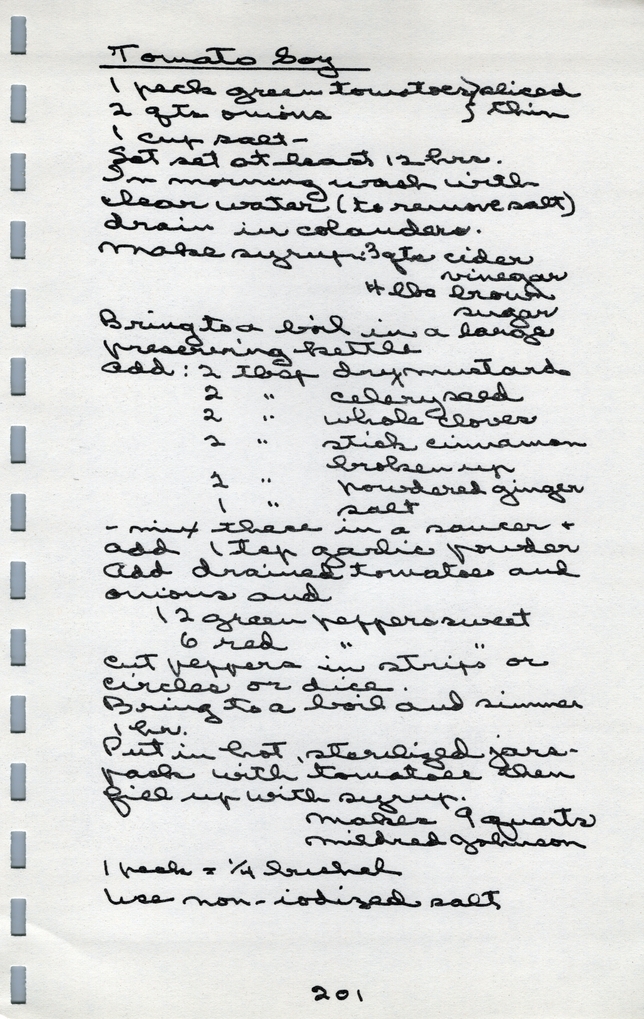 Tomato Soy
1 peck green tomatoes } sliced
2 qts onions } thin
1 cup salt -
Let set at least 12 hrs.
In morning wash with
clear water (to remove salt)
drain in colanders.
Make syrup: 3 qts cider
vinegar
4 lbs brown
sugar
Bring to a boil in a large
preserving kettle
Add: 2 tbsp dry mustard
2 " celery seed
2 " whole cloves
2 " stick cinnamon
broken up
2 " powdered ginger
1 " salt
- mix these in a saucer +
add 1 tsp garlic powder
Add drained tomatoes and
onions and
12 green peppers sweet
6 red " "
Cut peppers in strips or
circles or dice.
Bring to a boil and simmer
1 hr.
Put in hot, sterilized jars -
pack with tomatoes then
fill up with syrup.
Makes 9 quarts
Mildred Johnson
1 peck = 1/4 bushel
Use non-iodized salt
201